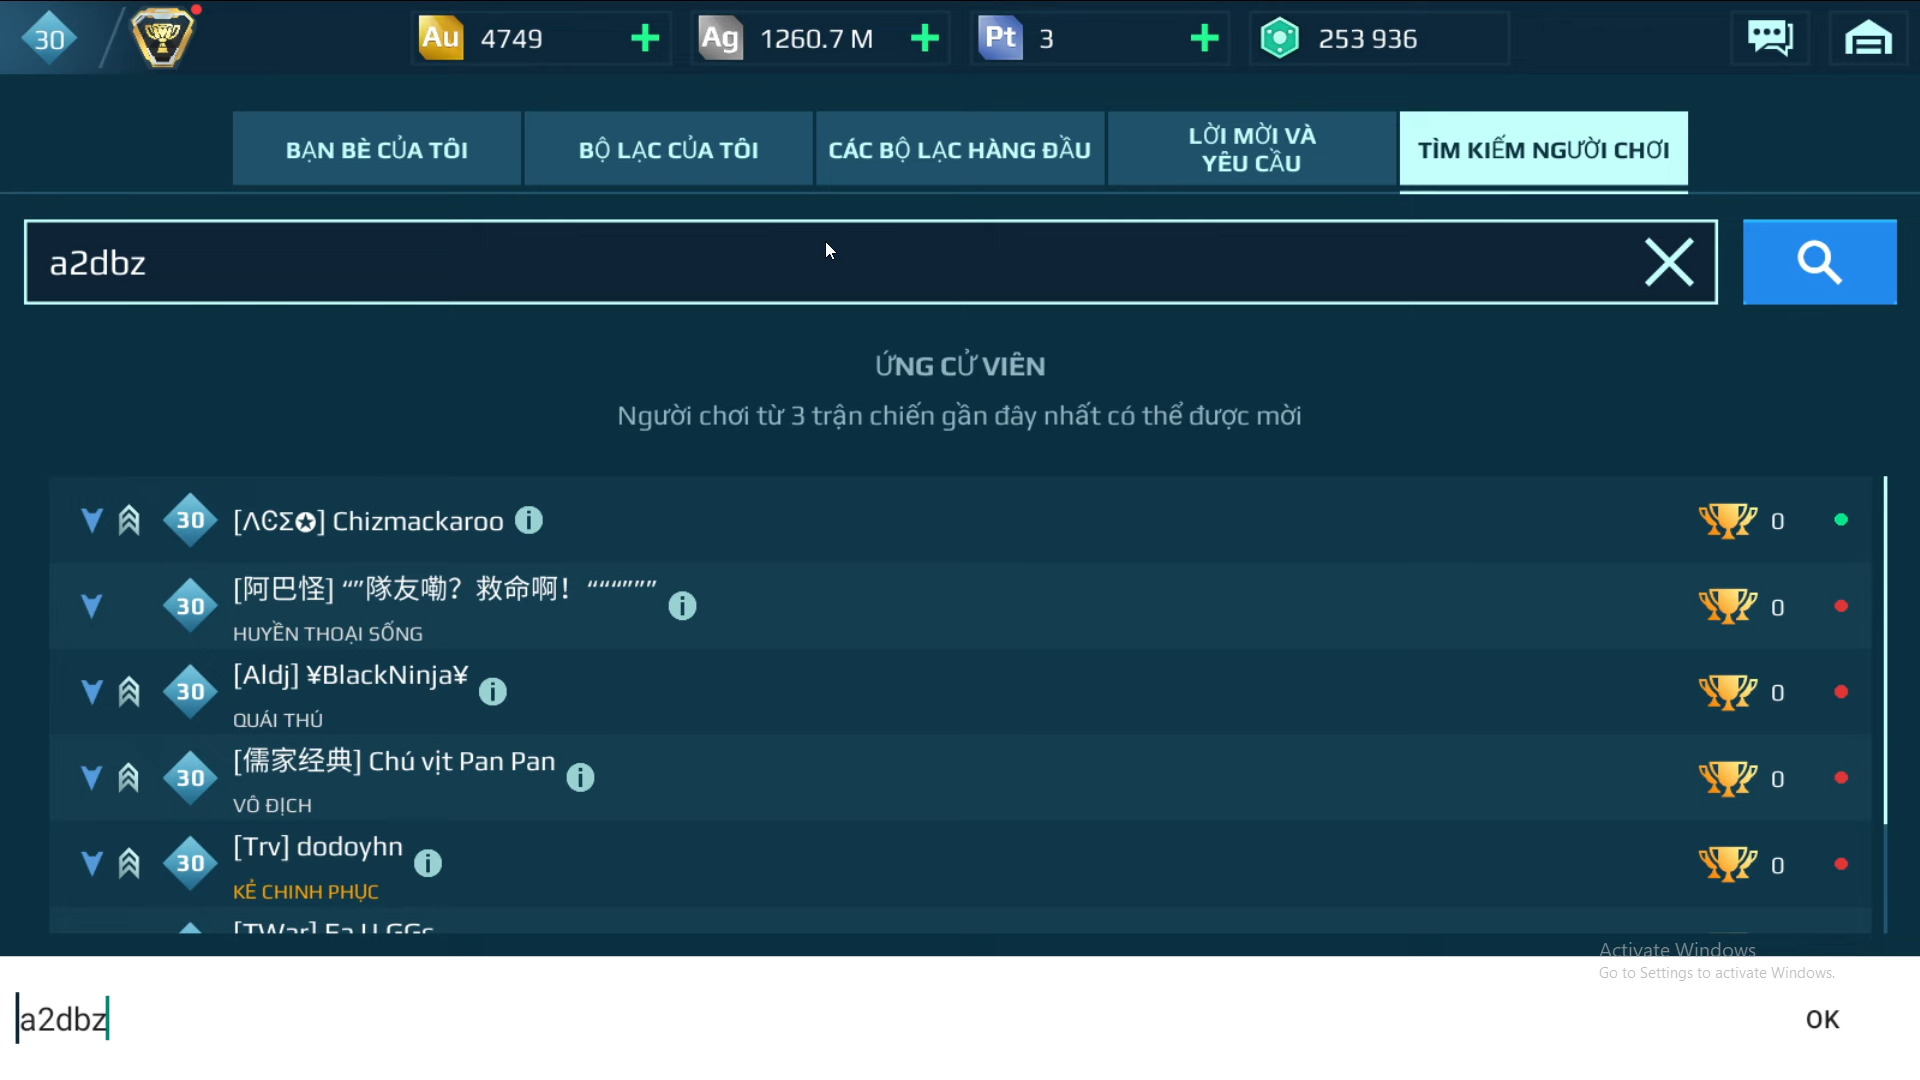 30
Au 4749
Ag 1260.7 M
Pt 3
253 936
BẠN BÈ CỦA TÔI
BỘ LẠC CỦA TÔI
CÁC BỘ LẠC HÀNG ĐẦU
LỜI MỜI VÀ
YÊU CẦU
TÌM KIẾM NGƯỜI CHƠI
a2dbz
ỨNG CỬ VIÊN
Người chơi từ 3 trận chiến gần đây nhất có thể được mời
30 [ΛЄΣ✪] Chizmackaroo i 0
30 [阿巴怪] “”隊友嘞？救命啊！“““””” i 0
HUYỀN THOẠI SỐNG
30 [Aldj] ¥BlackNinja¥ i 0
QUÁI THÚ
30 [儒家经典] Chú vịt Pan Pan i 0
VÔ ĐỊCH
30 [Trv] dodoyhn i 0
KẺ CHINH PHỤC
Activate Windows
Go to Settings to activate Windows.
a2dbz
OK